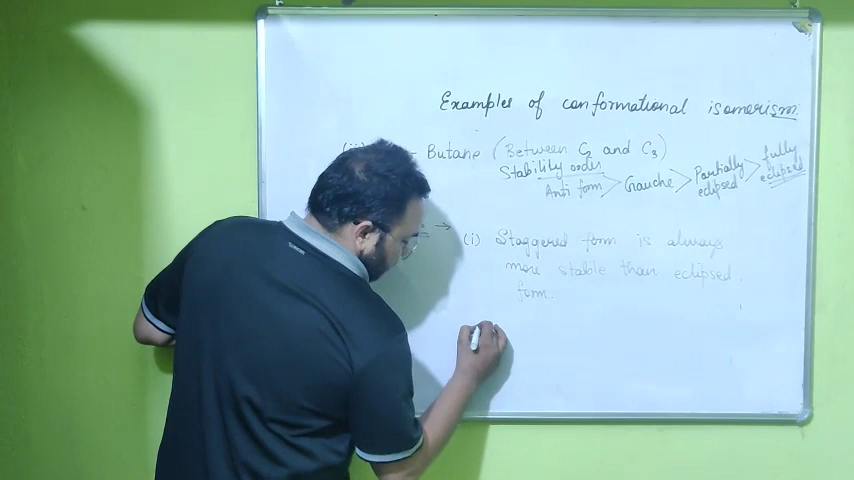 Examples of conformational isomerism.
(ii) - Butane (Between C2 and C3)
Stability order
Anti form > Gauche > Partially eclipsed > fully eclipsed
→ (i) Staggered form is always
more stable than eclipsed
form.